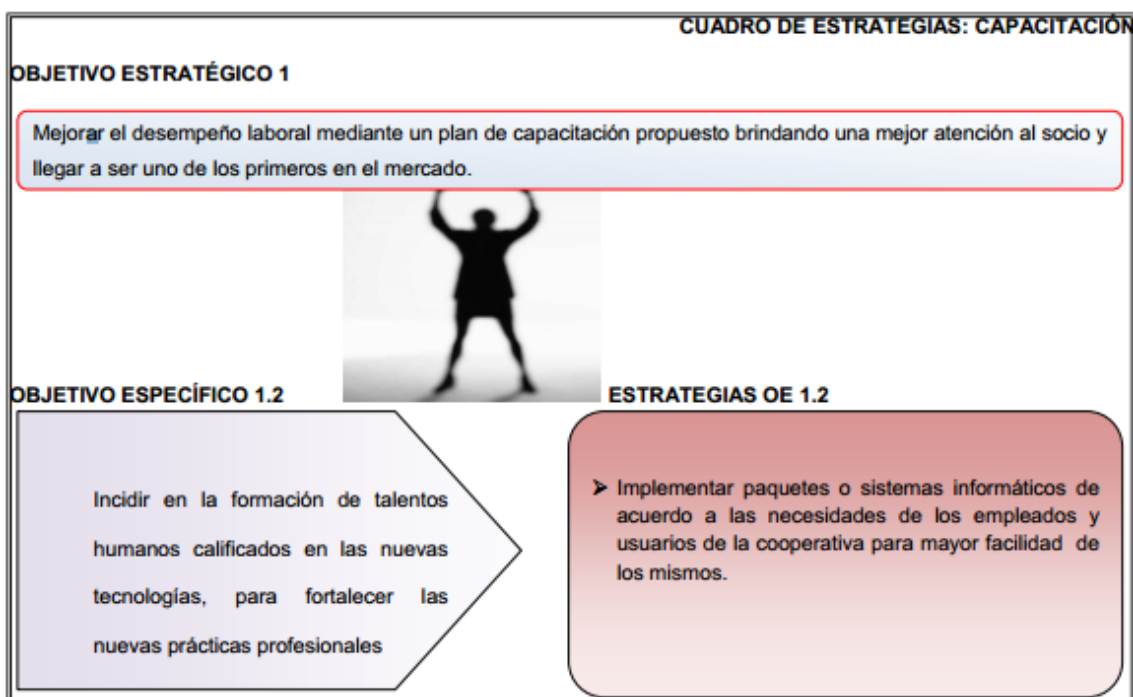 CUADRO DE ESTRATEGIAS: CAPACITACIÓN
OBJETIVO ESTRATÉGICO 1
Mejorar el desempeño laboral mediante un plan de capacitación propuesto brindando una mejor atención al socio y
llegar a ser uno de los primeros en el mercado.
OBJETIVO ESPECÍFICO 1.2
Incidir en la formación de talentos
humanos calificados en las nuevas
tecnologías, para fortalecer las
nuevas prácticas profesionales
ESTRATEGIAS OE 1.2
➤ Implementar paquetes o sistemas informáticos de
acuerdo a las necesidades de los empleados y
usuarios de la cooperativa para mayor facilidad de
los mismos.